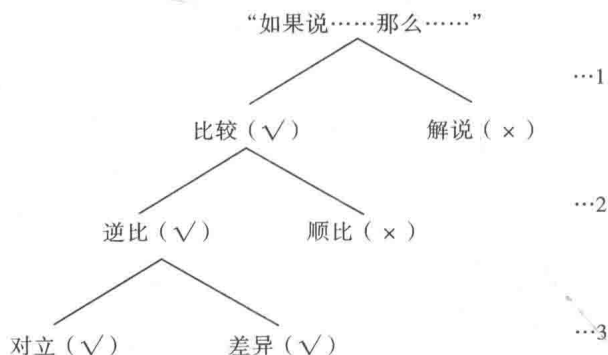 “如果说……那么……”
…1
比较（√） 解说（×）
…2
逆比（√） 顺比（×）
…3
对立（√） 差异（√）